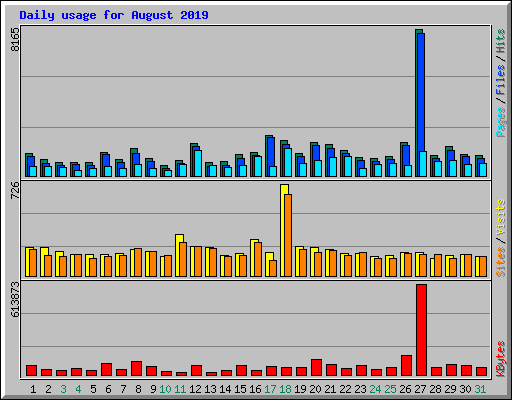 Daily usage for August 2019
8165
Pages / Files / Hits
726
Sites / Visits
613873
KBytes
1 2 3 4 5 6 7 8 9 10 11 12 13 14 15 16 17 18 19 20 21 22 23 24 25 26 27 28 29 30 31